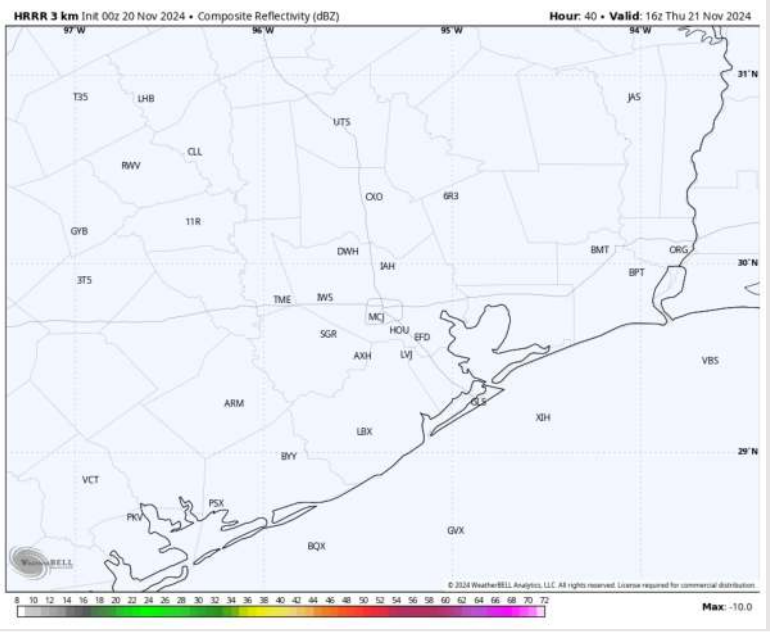 HRRR 3 km Init 00z 20 Nov 2024 • Composite Reflectivity (dBZ) Hour: 40 • Valid: 16z Thu 21 Nov 2024
97°W 96°W 95°W 94°W
31°N
T35 LHB JAS
UTS
CLL
RWV
CXO 6R3
11R
GYB
DWH BMT ORG
IAH 30°N
3T5 BPT
TME IWS
MCJ
SGR HOU EFD
AXH LVJ VBS
ARM GLS
LBX XIH
BYY 29°N
VCT
PSX
PKV
BQX GVX
WeatherBELL
© 2024 WeatherBELL Analytics, LLC. All rights reserved. License required for commercial distribution.
8 10 12 14 16 18 20 22 24 26 28 30 32 34 36 38 40 42 44 46 48 50 52 54 56 58 60 62 64 66 68 70 72 Max: -10.0